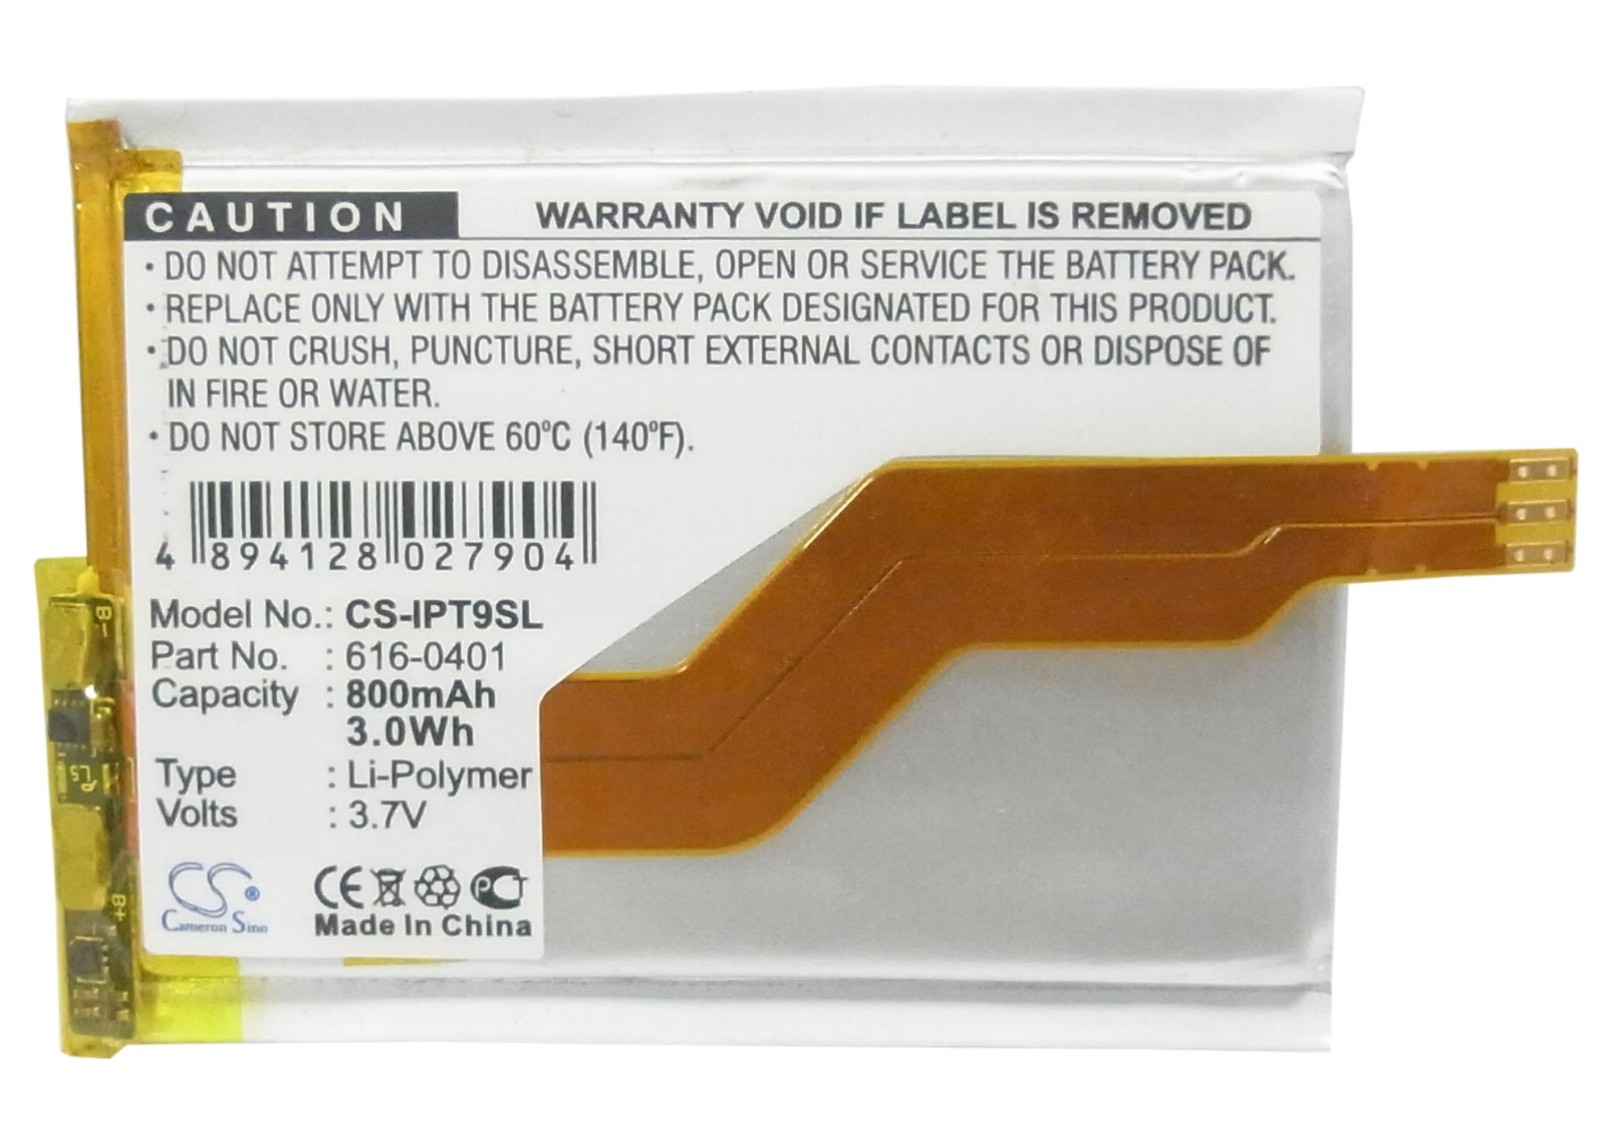 CAUTION WARRANTY VOID IF LABEL IS REMOVED
· DO NOT ATTEMPT TO DISASSEMBLE, OPEN OR SERVICE THE BATTERY PACK.
· REPLACE ONLY WITH THE BATTERY PACK DESIGNATED FOR THIS PRODUCT.
· DO NOT CRUSH, PUNCTURE, SHORT EXTERNAL CONTACTS OR DISPOSE OF
IN FIRE OR WATER.
· DO NOT STORE ABOVE 60°C (140°F).
4 894128 027904
Model No.: CS-IPT9SL
Part No. : 616-0401
Capacity : 800mAh
3.0Wh
Type : Li-Polymer
Volts : 3.7V
CS®
Cameron Sino
CE PCT
Made In China
B-
B+